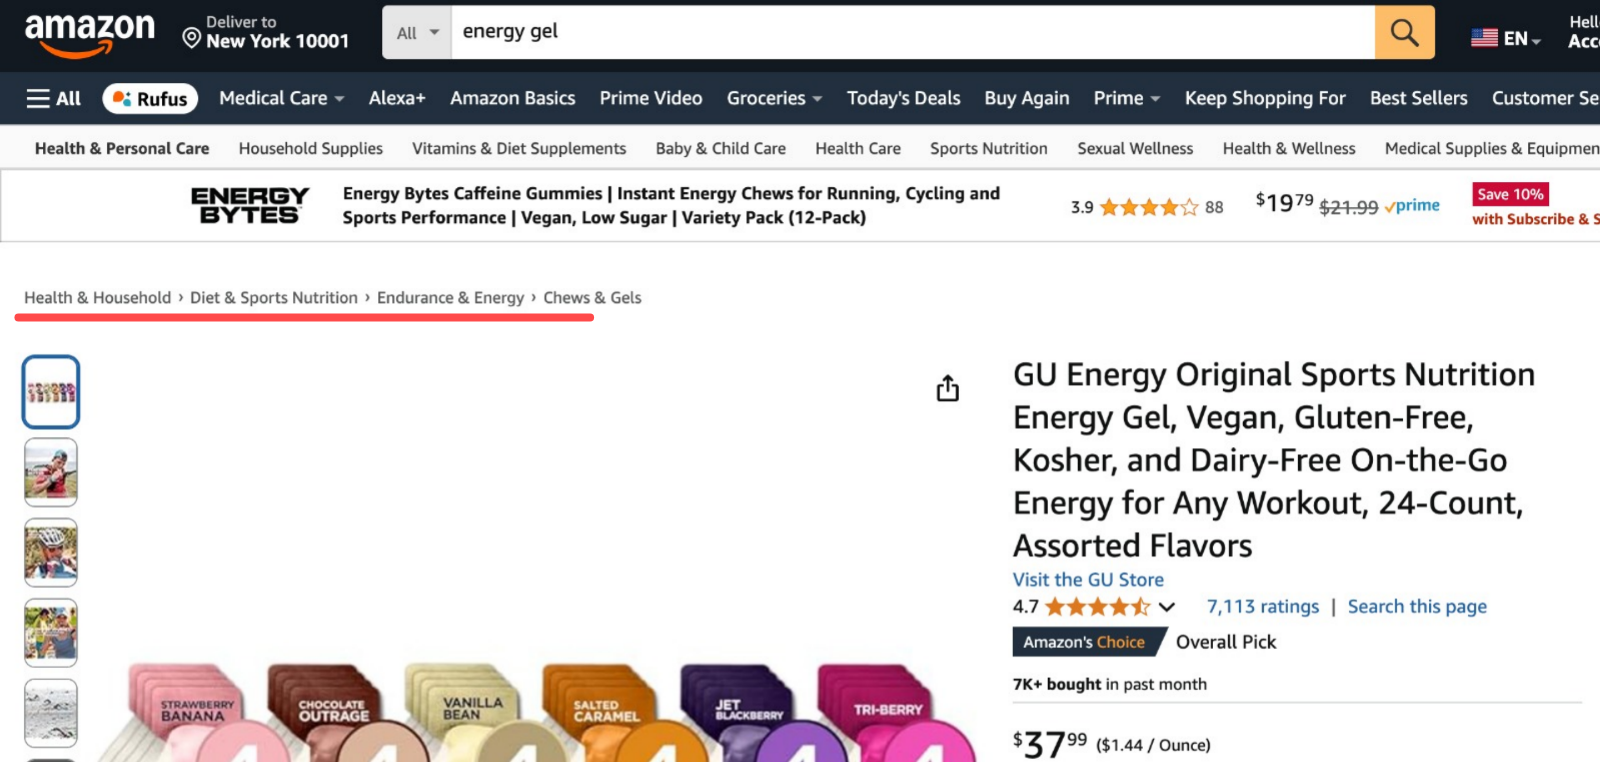 amazon
Deliver to
New York 10001
All
energy gel
EN
Hell
Acc
All
Rufus
Medical Care
Alexa+
Amazon Basics
Prime Video
Groceries
Today's Deals
Buy Again
Prime
Keep Shopping For
Best Sellers
Customer Se
Health & Personal Care
Household Supplies
Vitamins & Diet Supplements
Baby & Child Care
Health Care
Sports Nutrition
Sexual Wellness
Health & Wellness
Medical Supplies & Equipmen
ENERGY
BYTES
Energy Bytes Caffeine Gummies | Instant Energy Chews for Running, Cycling and
Sports Performance | Vegan, Low Sugar | Variety Pack (12-Pack)
3.9
88
$19.79 $21.99 prime
Save 10%
with Subscribe & S
Health & Household › Diet & Sports Nutrition › Endurance & Energy › Chews & Gels
GU Energy Original Sports Nutrition
Energy Gel, Vegan, Gluten-Free,
Kosher, and Dairy-Free On-the-Go
Energy for Any Workout, 24-Count,
Assorted Flavors
Visit the GU Store
4.7
7,113 ratings | Search this page
Amazon's Choice
Overall Pick
7K+ bought in past month
$37.99 ($1.44 / Ounce)
STRAWBERRY
BANANA
4
CHOCOLATE
OUTRAGE
4
VANILLA
BEAN
4
SALTED
CARAMEL
4
JET
BLACKBERRY
4
TRI-BERRY
4